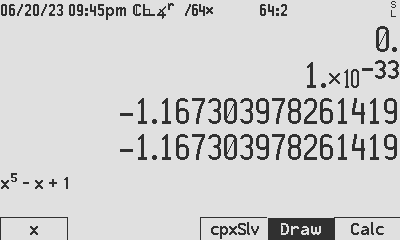 06/20/23 09:45pm ℂ⊾∡ʳ /64× 64:2 S L
0.
1.×10⁻³³
−1.167303978261419
−1.167303978261419
x⁵ − x + 1
x cpxSlv Draw Calc